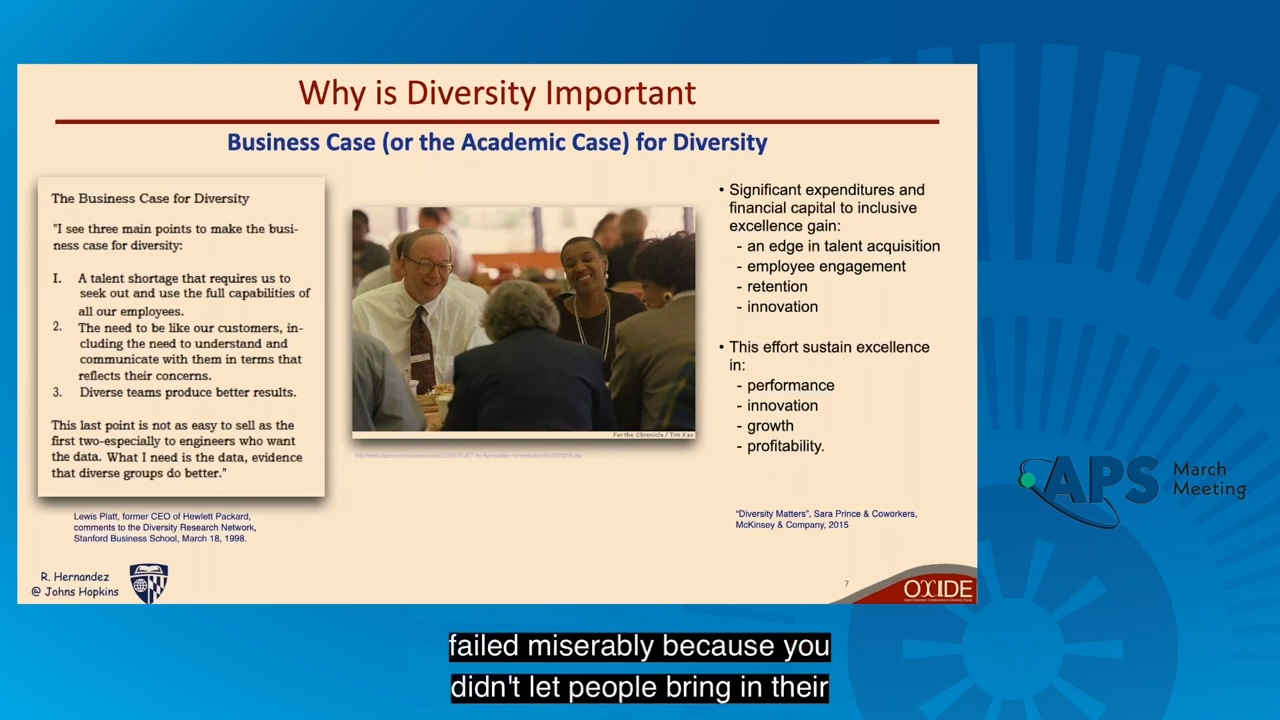 Why is Diversity Important
Business Case (or the Academic Case) for Diversity
The Business Case for Diversity
"I see three main points to make the busi-
ness case for diversity:
1. A talent shortage that requires us to
seek out and use the full capabilities of
all our employees.
2. The need to be like our customers, in-
cluding the need to understand and
communicate with them in terms that
reflects their concerns.
3. Diverse teams produce better results.
This last point is not as easy to sell as the
first two-especially to engineers who want
the data. What I need is the data, evidence
that diverse groups do better."
Lewis Platt, former CEO of Hewlett Packard,
comments to the Diversity Research Network,
Stanford Business School, March 18, 1998.
For the Chronicle / Tim Kao
• Significant expenditures and
financial capital to inclusive
excellence gain:
- an edge in talent acquisition
- employee engagement
- retention
- innovation
• This effort sustain excellence
in:
- performance
- innovation
- growth
- profitability.
"Diversity Matters", Sara Prince & Coworkers,
McKinsey & Company, 2015
R. Hernandez
@ Johns Hopkins
7
OXIDE
APS March
Meeting
failed miserably because you
didn't let people bring in their